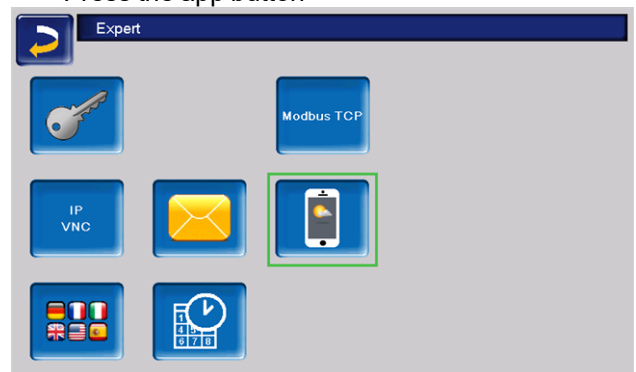 Press the app button
Expert
Modbus TCP
IP
VNC